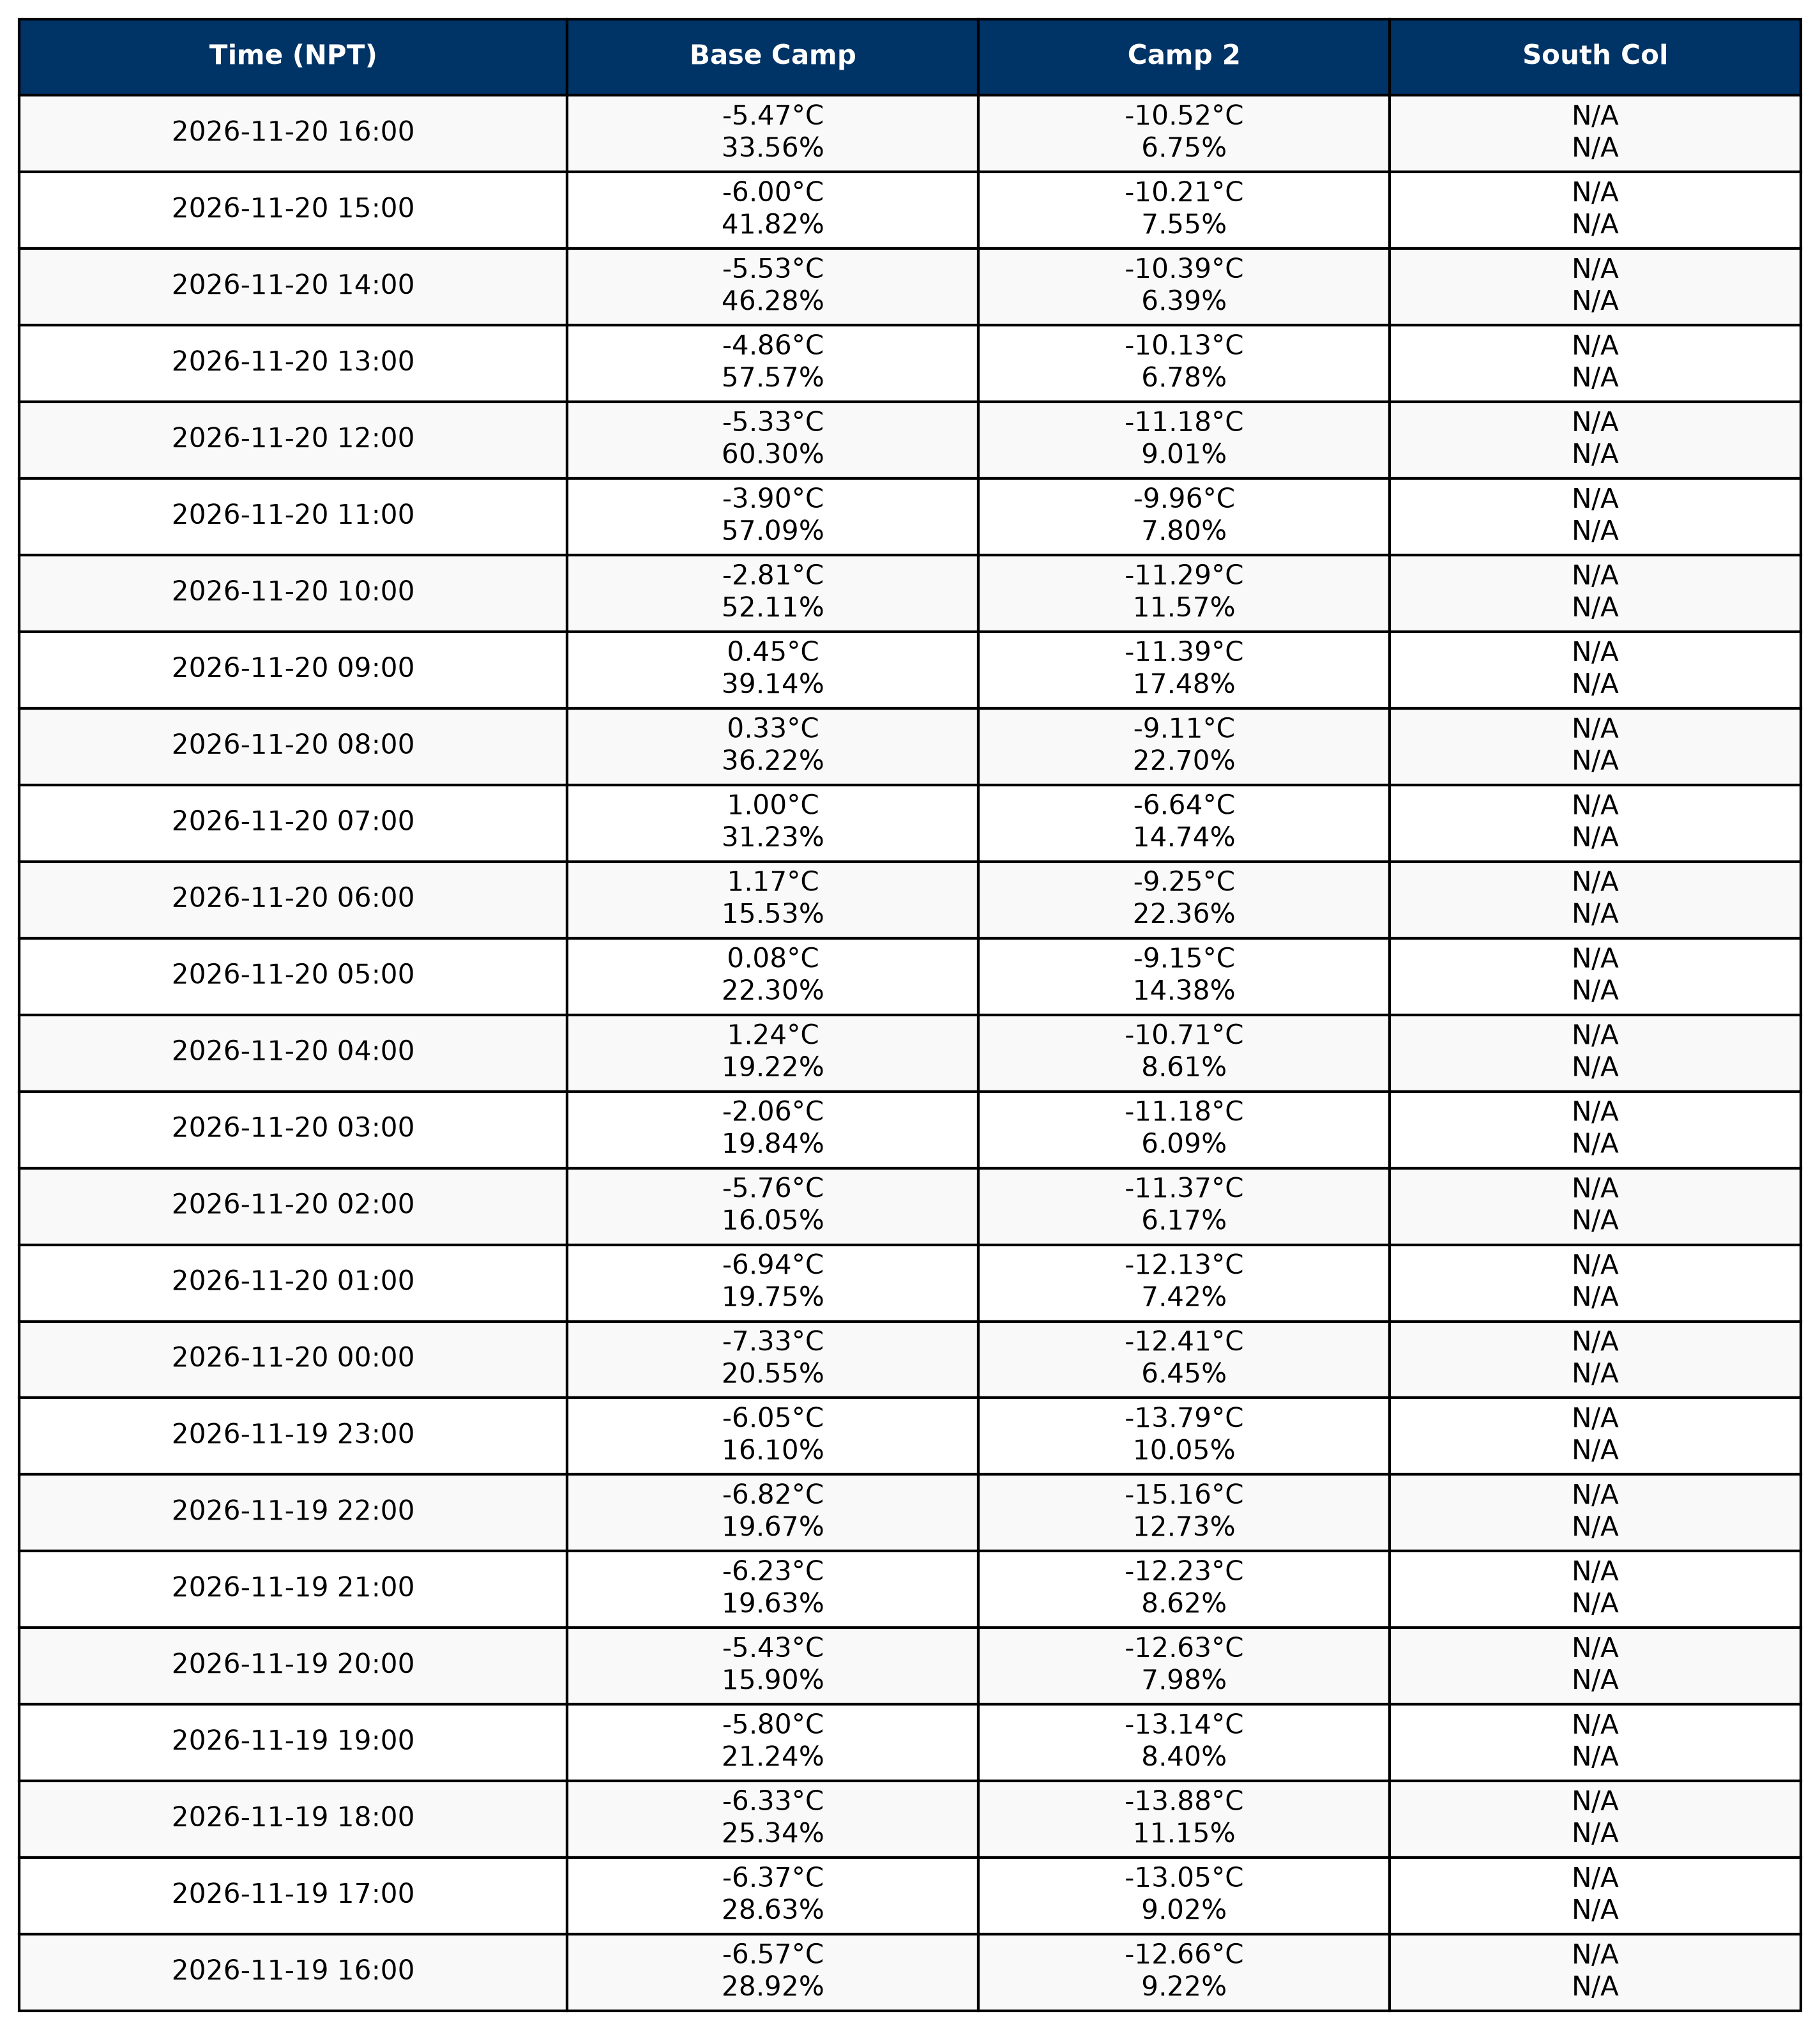 Time (NPT) Base Camp Camp 2 South Col
2026-11-20 16:00 -5.47°C -10.52°C N/A
33.56% 6.75% N/A
2026-11-20 15:00 -6.00°C -10.21°C N/A
41.82% 7.55% N/A
2026-11-20 14:00 -5.53°C -10.39°C N/A
46.28% 6.39% N/A
2026-11-20 13:00 -4.86°C -10.13°C N/A
57.57% 6.78% N/A
2026-11-20 12:00 -5.33°C -11.18°C N/A
60.30% 9.01% N/A
2026-11-20 11:00 -3.90°C -9.96°C N/A
57.09% 7.80% N/A
2026-11-20 10:00 -2.81°C -11.29°C N/A
52.11% 11.57% N/A
2026-11-20 09:00 0.45°C -11.39°C N/A
39.14% 17.48% N/A
2026-11-20 08:00 0.33°C -9.11°C N/A
36.22% 22.70% N/A
2026-11-20 07:00 1.00°C -6.64°C N/A
31.23% 14.74% N/A
2026-11-20 06:00 1.17°C -9.25°C N/A
15.53% 22.36% N/A
2026-11-20 05:00 0.08°C -9.15°C N/A
22.30% 14.38% N/A
2026-11-20 04:00 1.24°C -10.71°C N/A
19.22% 8.61% N/A
2026-11-20 03:00 -2.06°C -11.18°C N/A
19.84% 6.09% N/A
2026-11-20 02:00 -5.76°C -11.37°C N/A
16.05% 6.17% N/A
2026-11-20 01:00 -6.94°C -12.13°C N/A
19.75% 7.42% N/A
2026-11-20 00:00 -7.33°C -12.41°C N/A
20.55% 6.45% N/A
2026-11-19 23:00 -6.05°C -13.79°C N/A
16.10% 10.05% N/A
2026-11-19 22:00 -6.82°C -15.16°C N/A
19.67% 12.73% N/A
2026-11-19 21:00 -6.23°C -12.23°C N/A
19.63% 8.62% N/A
2026-11-19 20:00 -5.43°C -12.63°C N/A
15.90% 7.98% N/A
2026-11-19 19:00 -5.80°C -13.14°C N/A
21.24% 8.40% N/A
2026-11-19 18:00 -6.33°C -13.88°C N/A
25.34% 11.15% N/A
2026-11-19 17:00 -6.37°C -13.05°C N/A
28.63% 9.02% N/A
2026-11-19 16:00 -6.57°C -12.66°C N/A
28.92% 9.22% N/A